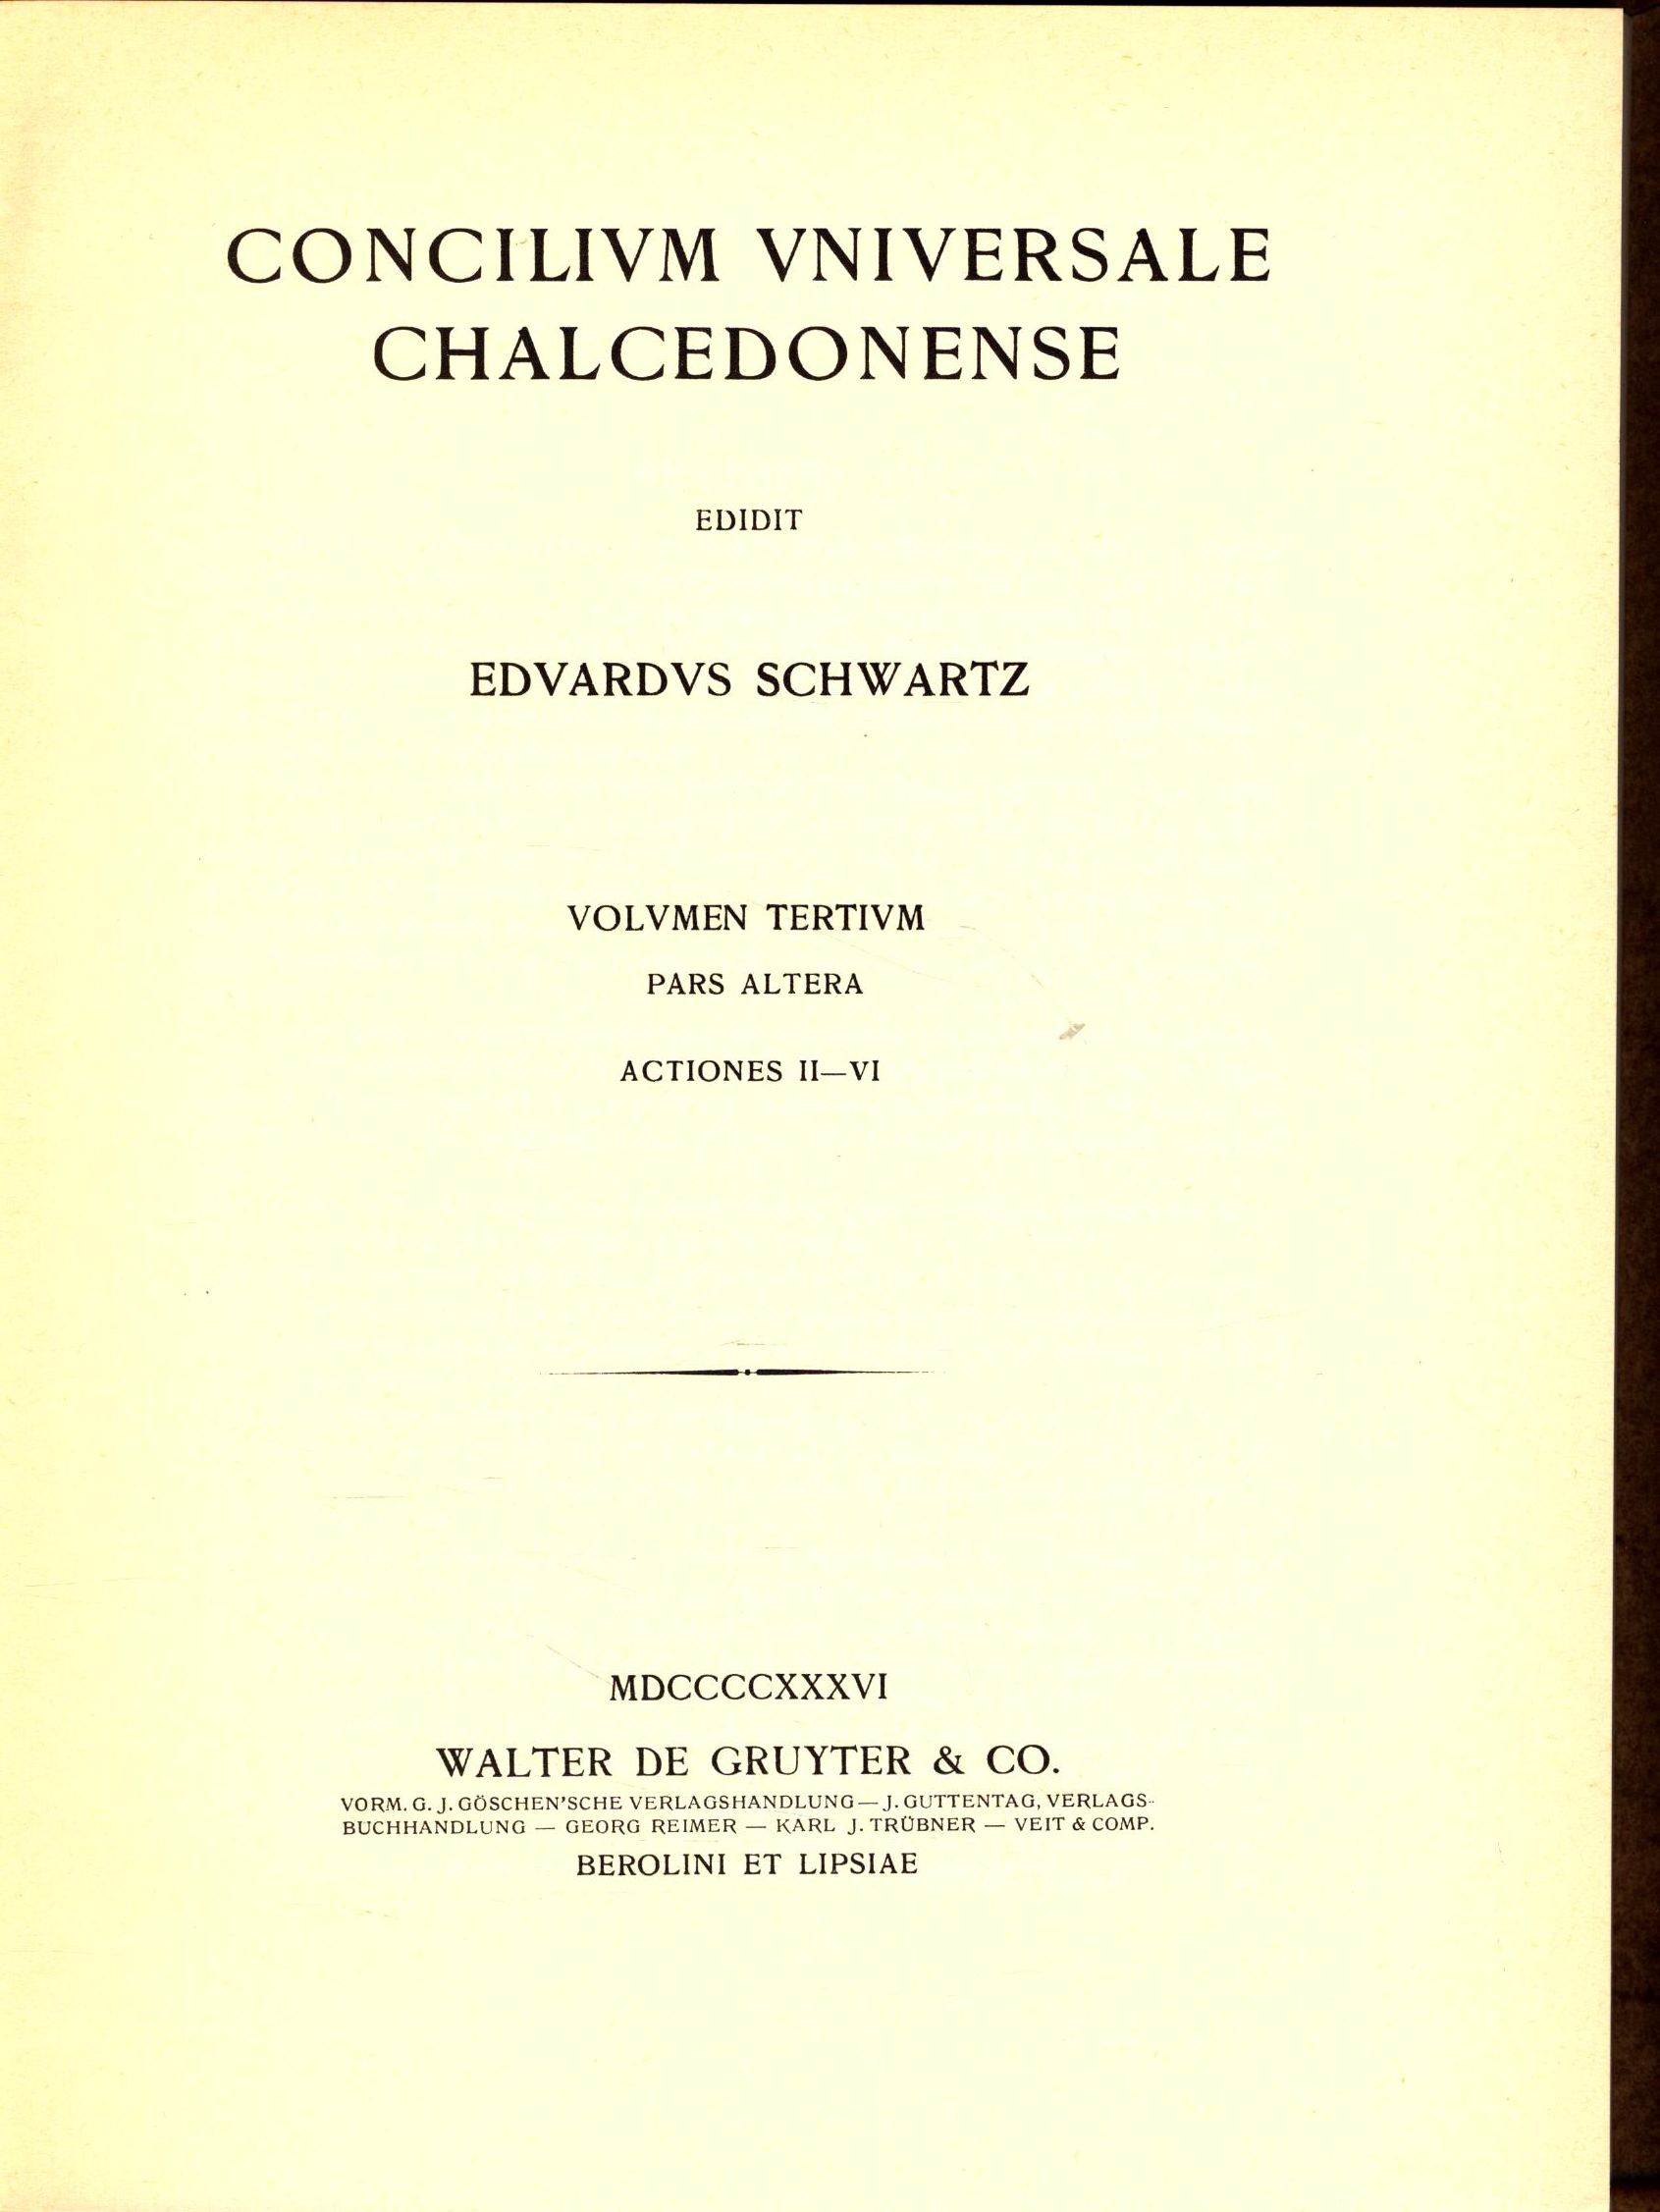 CONCILIVM VNIVERSALE
CHALCEDONENSE
EDIDIT
EDVARDVS SCHWARTZ
VOLVMEN TERTIVM
PARS ALTERA
ACTIONES II—VI
MDCCCCXXXVI
WALTER DE GRUYTER & CO.
VORM. G. J. GÖSCHEN'SCHE VERLAGSHANDLUNG — J. GUTTENTAG, VERLAGS-
BUCHHANDLUNG — GEORG REIMER — KARL J. TRÜBNER — VEIT & COMP.
BEROLINI ET LIPSIAE